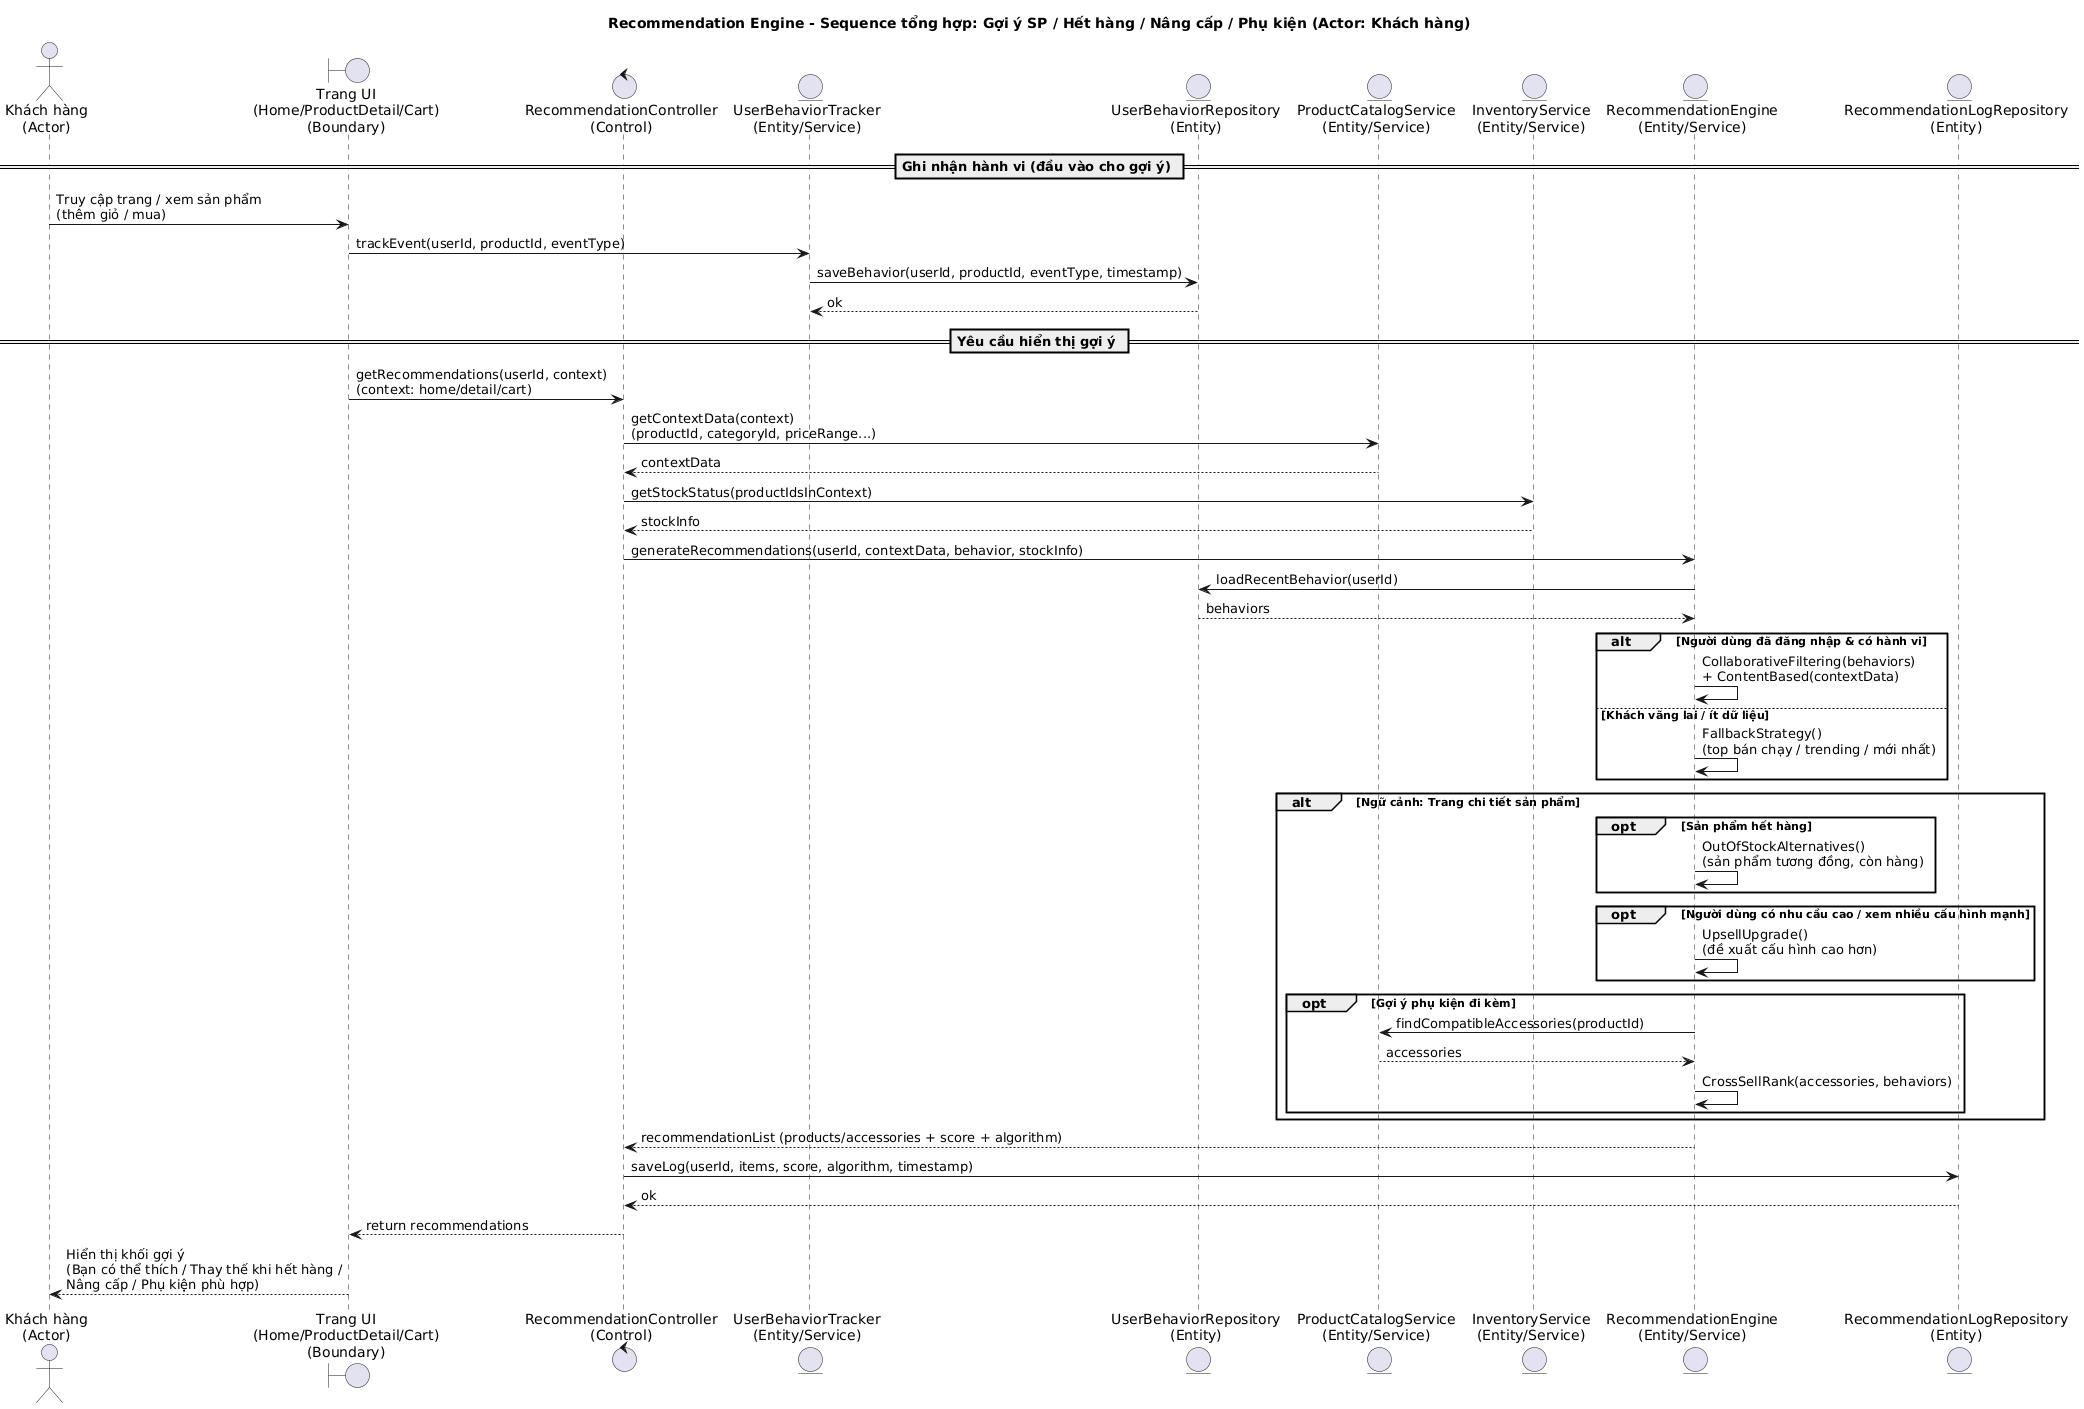 Recommendation Engine - Sequence tổng hợp: Gợi ý SP / Hết hàng / Nâng cấp / Phụ kiện (Actor: Khách hàng)
Khách hàng
(Actor)
Trang UI
(Home/ProductDetail/Cart)
(Boundary)
RecommendationController
(Control)
UserBehaviorTracker
(Entity/Service)
UserBehaviorRepository
(Entity)
ProductCatalogService
(Entity/Service)
InventoryService
(Entity/Service)
RecommendationEngine
(Entity/Service)
RecommendationLogRepository
(Entity)
Ghi nhận hành vi (đầu vào cho gợi ý)
Truy cập trang / xem sản phẩm
(thêm giỏ / mua)
trackEvent(userId, productId, eventType)
saveBehavior(userId, productId, eventType, timestamp)
ok
Yêu cầu hiển thị gợi ý
getRecommendations(userId, context)
(context: home/detail/cart)
getContextData(context)
(productId, categoryId, priceRange...)
contextData
getStockStatus(productIdsInContext)
stockInfo
generateRecommendations(userId, contextData, behavior, stockInfo)
loadRecentBehavior(userId)
behaviors
alt [Người dùng đã đăng nhập & có hành vi]
CollaborativeFiltering(behaviors)
+ ContentBased(contextData)
[Khách vãng lai / ít dữ liệu]
FallbackStrategy()
(top bán chạy / trending / mới nhất)
alt [Ngữ cảnh: Trang chi tiết sản phẩm]
opt [Sản phẩm hết hàng]
OutOfStockAlternatives()
(sản phẩm tương đồng, còn hàng)
opt [Người dùng có nhu cầu cao / xem nhiều cấu hình mạnh]
UpsellUpgrade()
(đề xuất cấu hình cao hơn)
opt [Gợi ý phụ kiện đi kèm]
findCompatibleAccessories(productId)
accessories
CrossSellRank(accessories, behaviors)
recommendationList (products/accessories + score + algorithm)
saveLog(userId, items, score, algorithm, timestamp)
ok
return recommendations
Hiển thị khối gợi ý
(Bạn có thể thích / Thay thế khi hết hàng /
Nâng cấp / Phụ kiện phù hợp)
Khách hàng
(Actor)
Trang UI
(Home/ProductDetail/Cart)
(Boundary)
RecommendationController
(Control)
UserBehaviorTracker
(Entity/Service)
UserBehaviorRepository
(Entity)
ProductCatalogService
(Entity/Service)
InventoryService
(Entity/Service)
RecommendationEngine
(Entity/Service)
RecommendationLogRepository
(Entity)